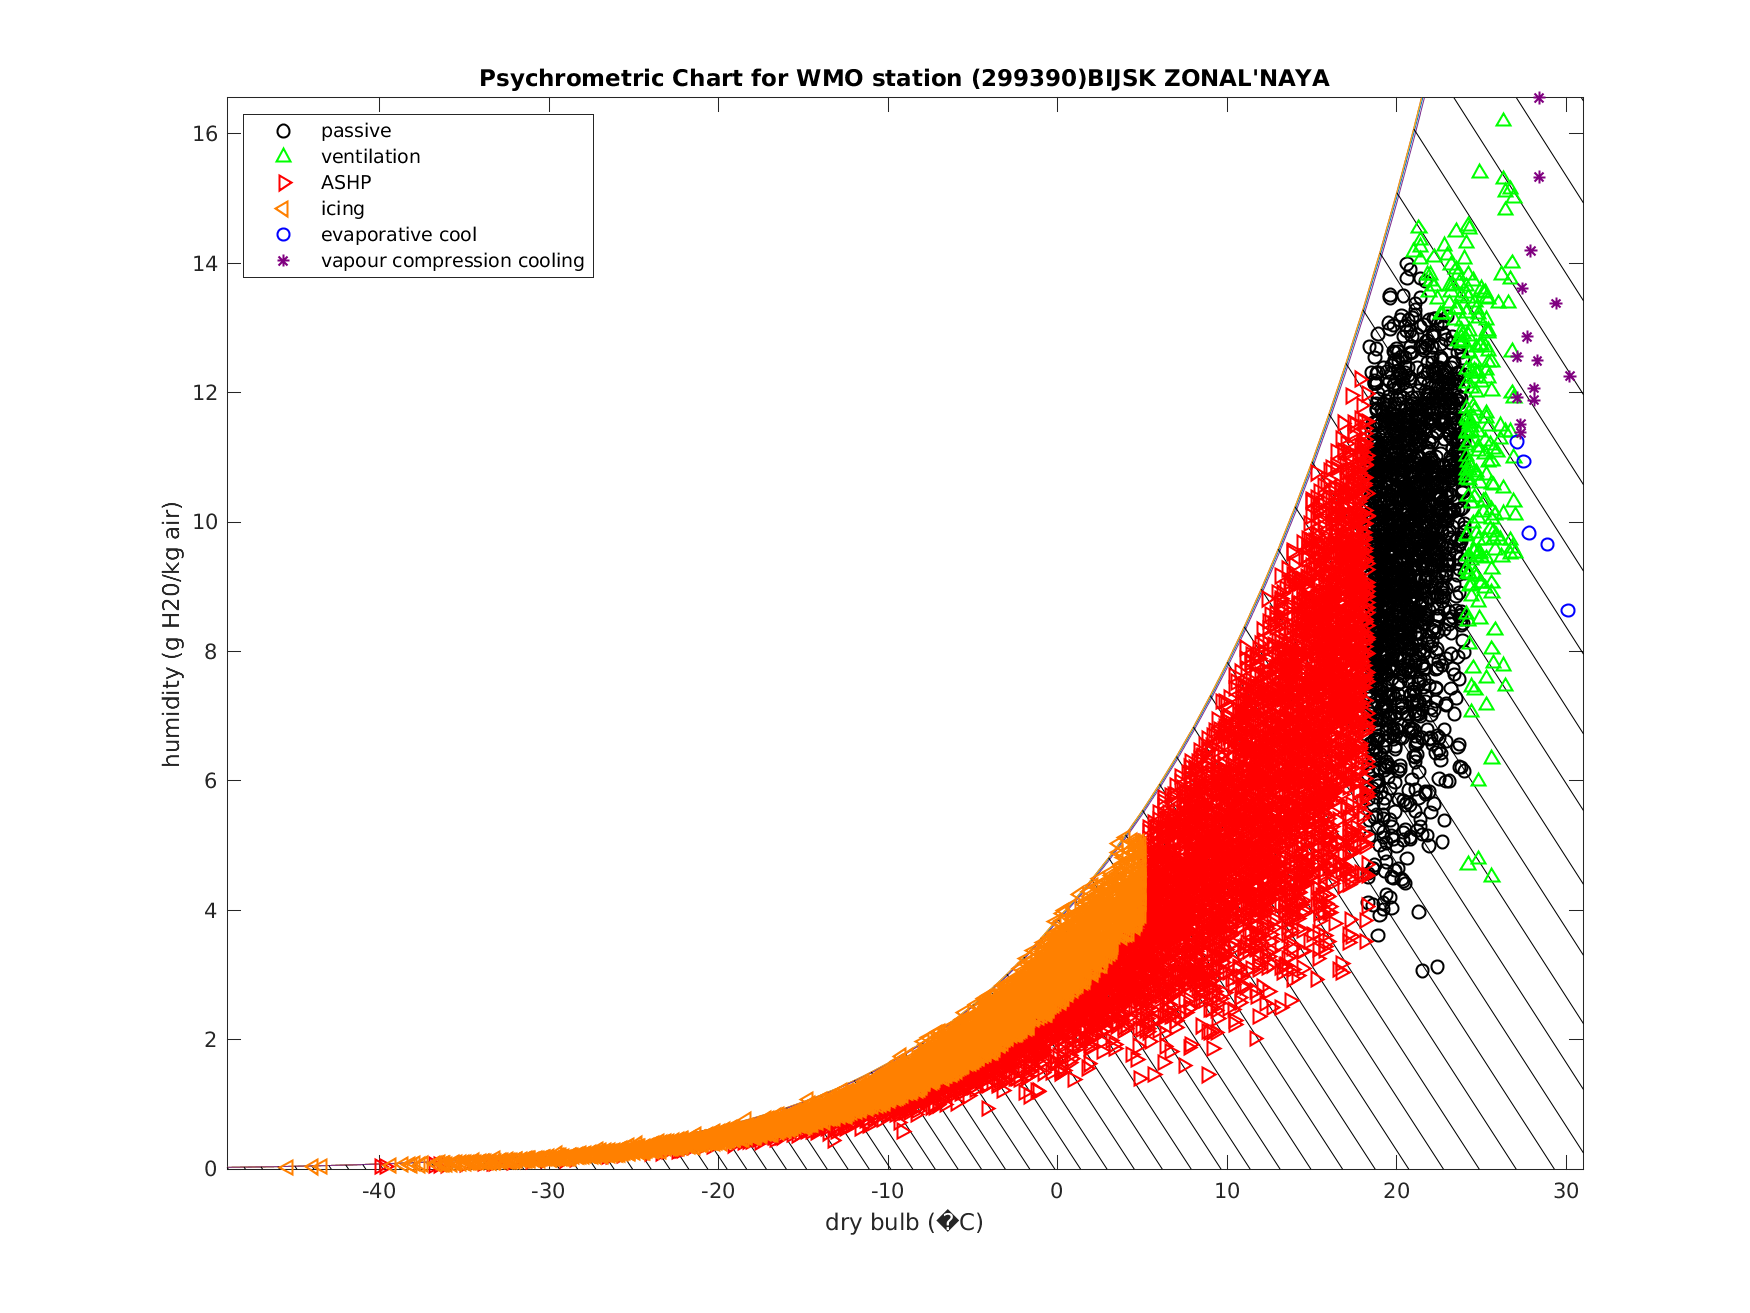 Psychrometric Chart for WMO station (299390)BIJSK ZONAL'NAYA
passive
ventilation
ASHP
icing
evaporative cool
vapour compression cooling
humidity (g H20/kg air)
16
14
12
10
8
6
4
2
0
-40
-30
-20
-10
0
10
20
30
dry bulb (�C)